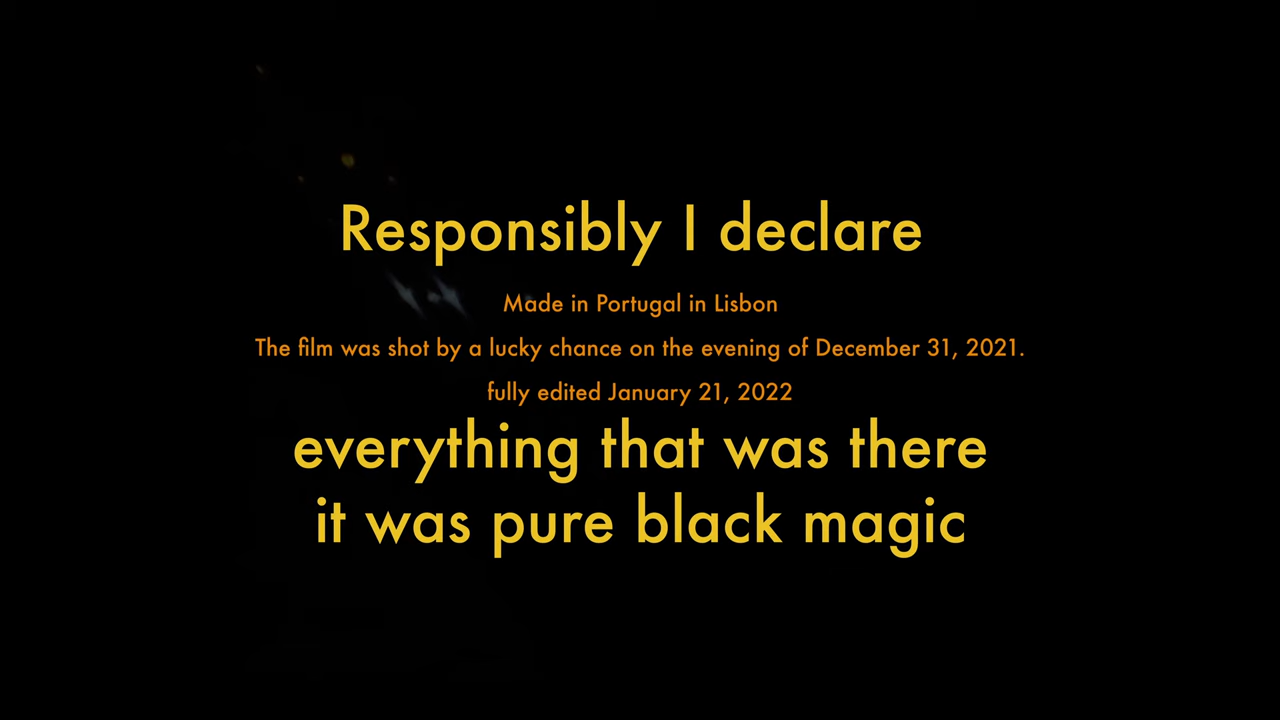 Responsibly I declare
Made in Portugal in Lisbon
The film was shot by a lucky chance on the evening of December 31, 2021.
fully edited January 21, 2022
everything that was there
it was pure black magic